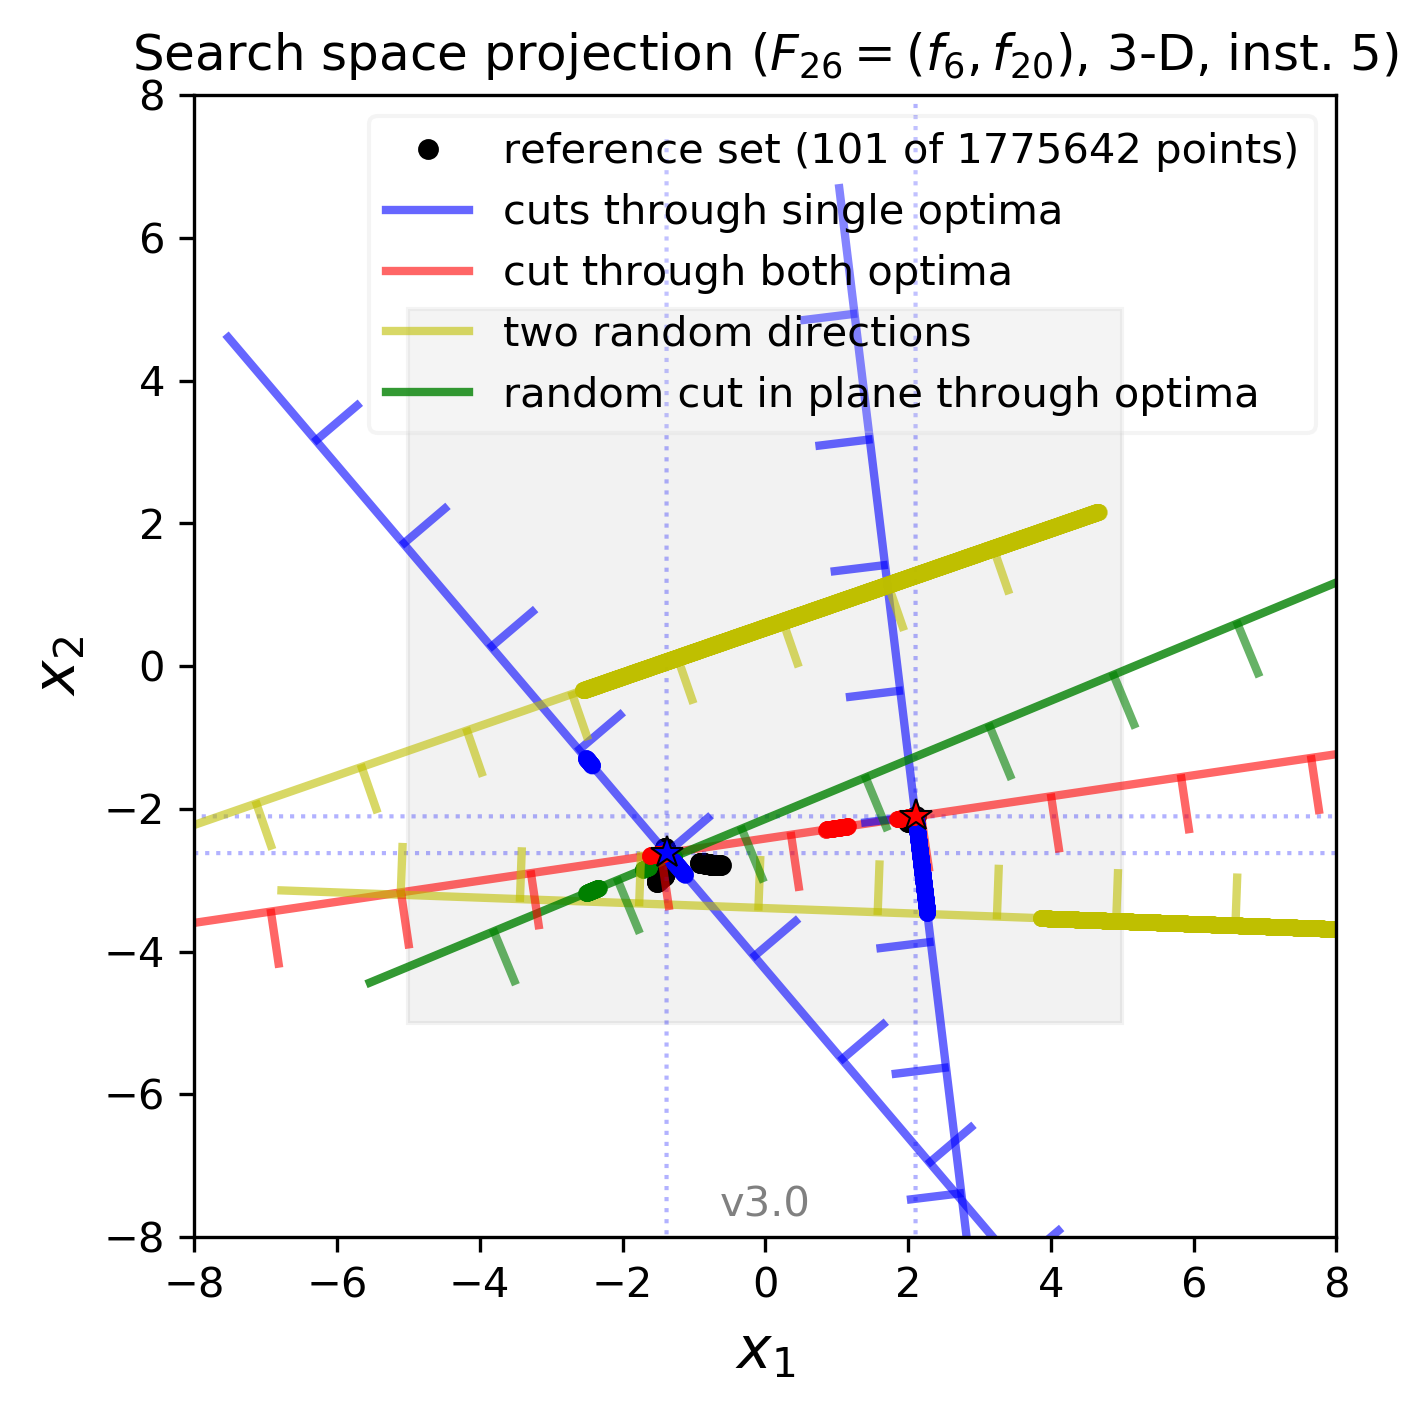 Search space projection (F26 = (f6, f20), 3-D, inst. 5)
reference set (101 of 1775642 points)
cuts through single optima
cut through both optima
two random directions
random cut in plane through optima
8
6
4
2
0
−2
−4
−6
−8
x2
v3.0
−8 −6 −4 −2 0 2 4 6 8
x1